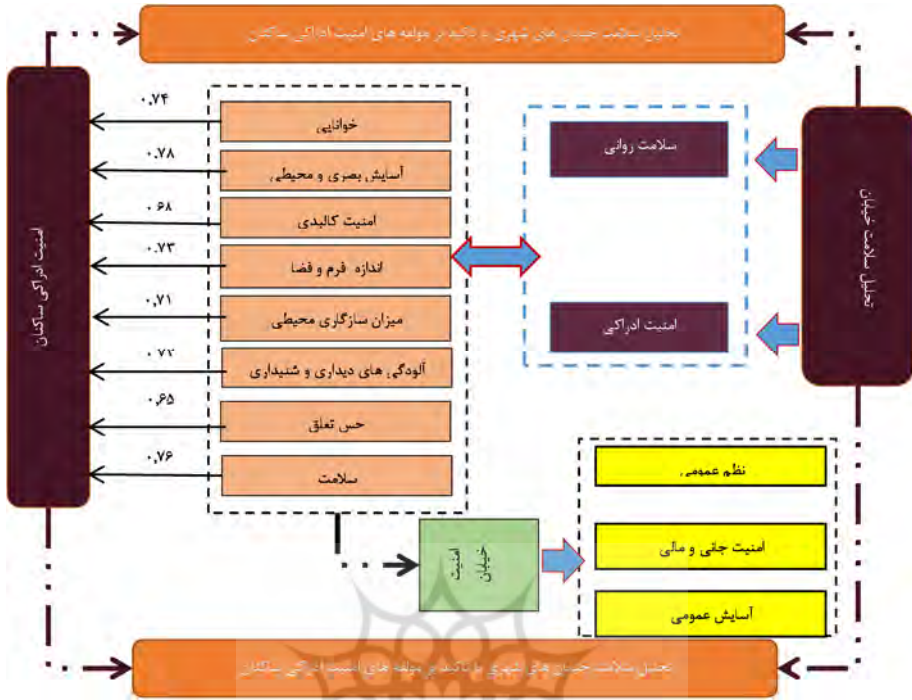 تحلیل سلامت خیابان های شهری با تاکید بر مولفه های امنیت ادراکی ساکنان
تحلیل سلامت خیابان
سلامت روانی
امنیت ادراکی
خوانایی
آسایش بصری و محیطی
امنیت کالبدی
اندازه فرم و فضا
میزان سازگاری محیطی
آلودگی های دیداری و شنیداری
حس تعلق
سلامت
۰.۷۴
۰.۷۸
۰.۶۸
۰.۷۳
۰.۷۱
۰.۷۲
۰.۶۵
۰.۷۶
امنیت ادراکی ساکنان
خیابان
امنیت
نظم عمومی
امنیت جانی و مالی
آسایش عمومی
تحلیل سلامت خیابان های شهری با تاکید بر مولفه های امنیت ادراکی ساکنان